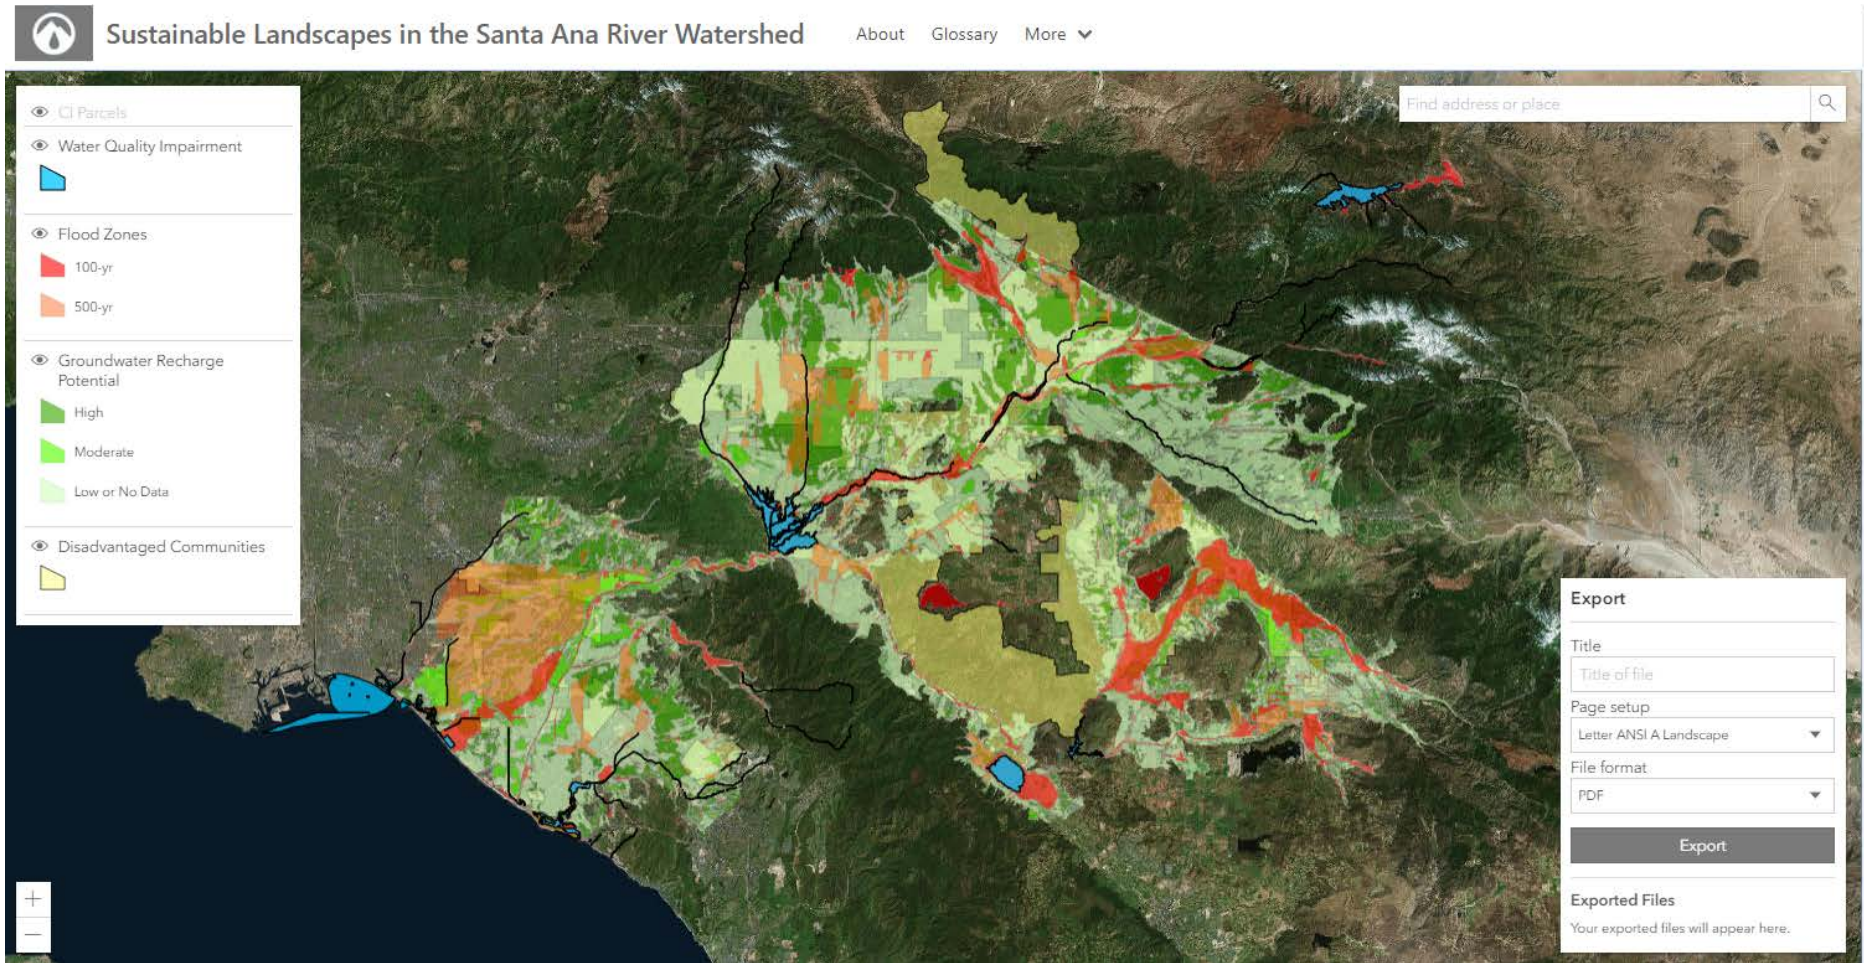 Sustainable Landscapes in the Santa Ana River Watershed
About
Glossary
More
CI Parcels
Water Quality Impairment
Flood Zones
100-yr
500-yr
Groundwater Recharge
Potential
High
Moderate
Low or No Data
Disadvantaged Communities
Find address or place
Export
Title
Title of file
Page setup
Letter ANSI A Landscape
File format
PDF
Export
Exported Files
Your exported files will appear here.
+
—